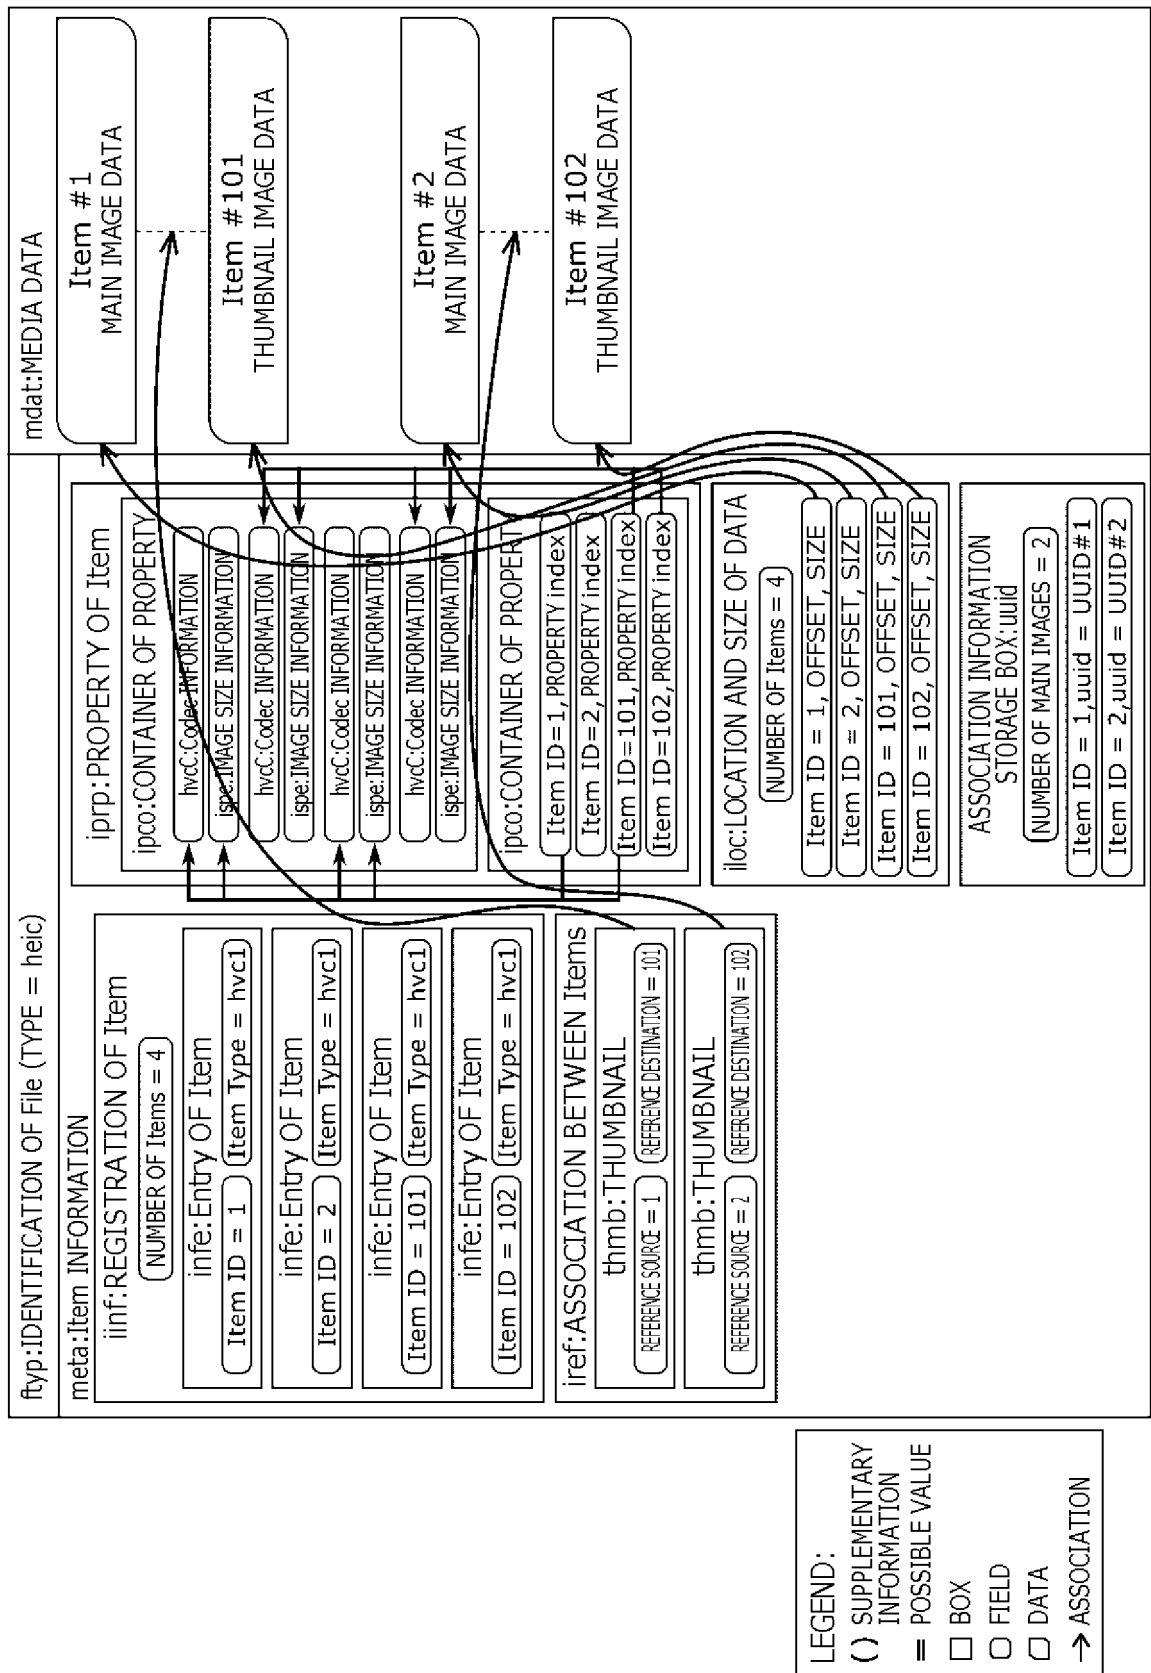 ftyp:IDENTIFICATION OF File (TYPE = heic)
meta:Item INFORMATION
iinf:REGISTRATION OF Item
NUMBER OF Items = 4
infe:Entry OF Item
Item ID = 1
Item Type = hvc1
infe:Entry OF Item
Item ID = 2
Item Type = hvc1
infe:Entry OF Item
Item ID = 101
Item Type = hvc1
infe:Entry OF Item
Item ID = 102
Item Type = hvc1
iref:ASSOCIATION BETWEEN Items
thmb:THUMBNAIL
REFERENCE SOURCE = 1
REFERENCE DESTINATION = 101
thmb:THUMBNAIL
REFERENCE SOURCE = 2
REFERENCE DESTINATION = 102
iprp:PROPERTY OF Item
ipco:CONTAINER OF PROPERTY
hvcC:Codec INFORMATION
ispe:IMAGE SIZE INFORMATION
hvcC:Codec INFORMATION
ispe:IMAGE SIZE INFORMATION
hvcC:Codec INFORMATION
ispe:IMAGE SIZE INFORMATION
hvcC:Codec INFORMATION
ispe:IMAGE SIZE INFORMATION
ipco:CONTAINER OF PROPERT
Item ID=1,PROPERTY index
Item ID=2,PROPERTY index
Item ID=101,PROPERTY index
Item ID=102,PROPERTY index
iloc:LOCATION AND SIZE OF DATA
NUMBER OF Items = 4
Item ID = 1, OFFSET, SIZE
Item ID = 2, OFFSET, SIZE
Item ID = 101, OFFSET, SIZE
Item ID = 102, OFFSET, SIZE
ASSOCIATION INFORMATION
STORAGE BOX:uuid
NUMBER OF MAIN IMAGES = 2
Item ID = 1,uuid = UUID#1
Item ID = 2,uuid = UUID#2
mdat:MEDIA DATA
Item #1
MAIN IMAGE DATA
Item #101
THUMBNAIL IMAGE DATA
Item #2
MAIN IMAGE DATA
Item #102
THUMBNAIL IMAGE DATA
LEGEND:
( ) SUPPLEMENTARY
INFORMATION
= POSSIBLE VALUE
BOX
FIELD
DATA
→ ASSOCIATION